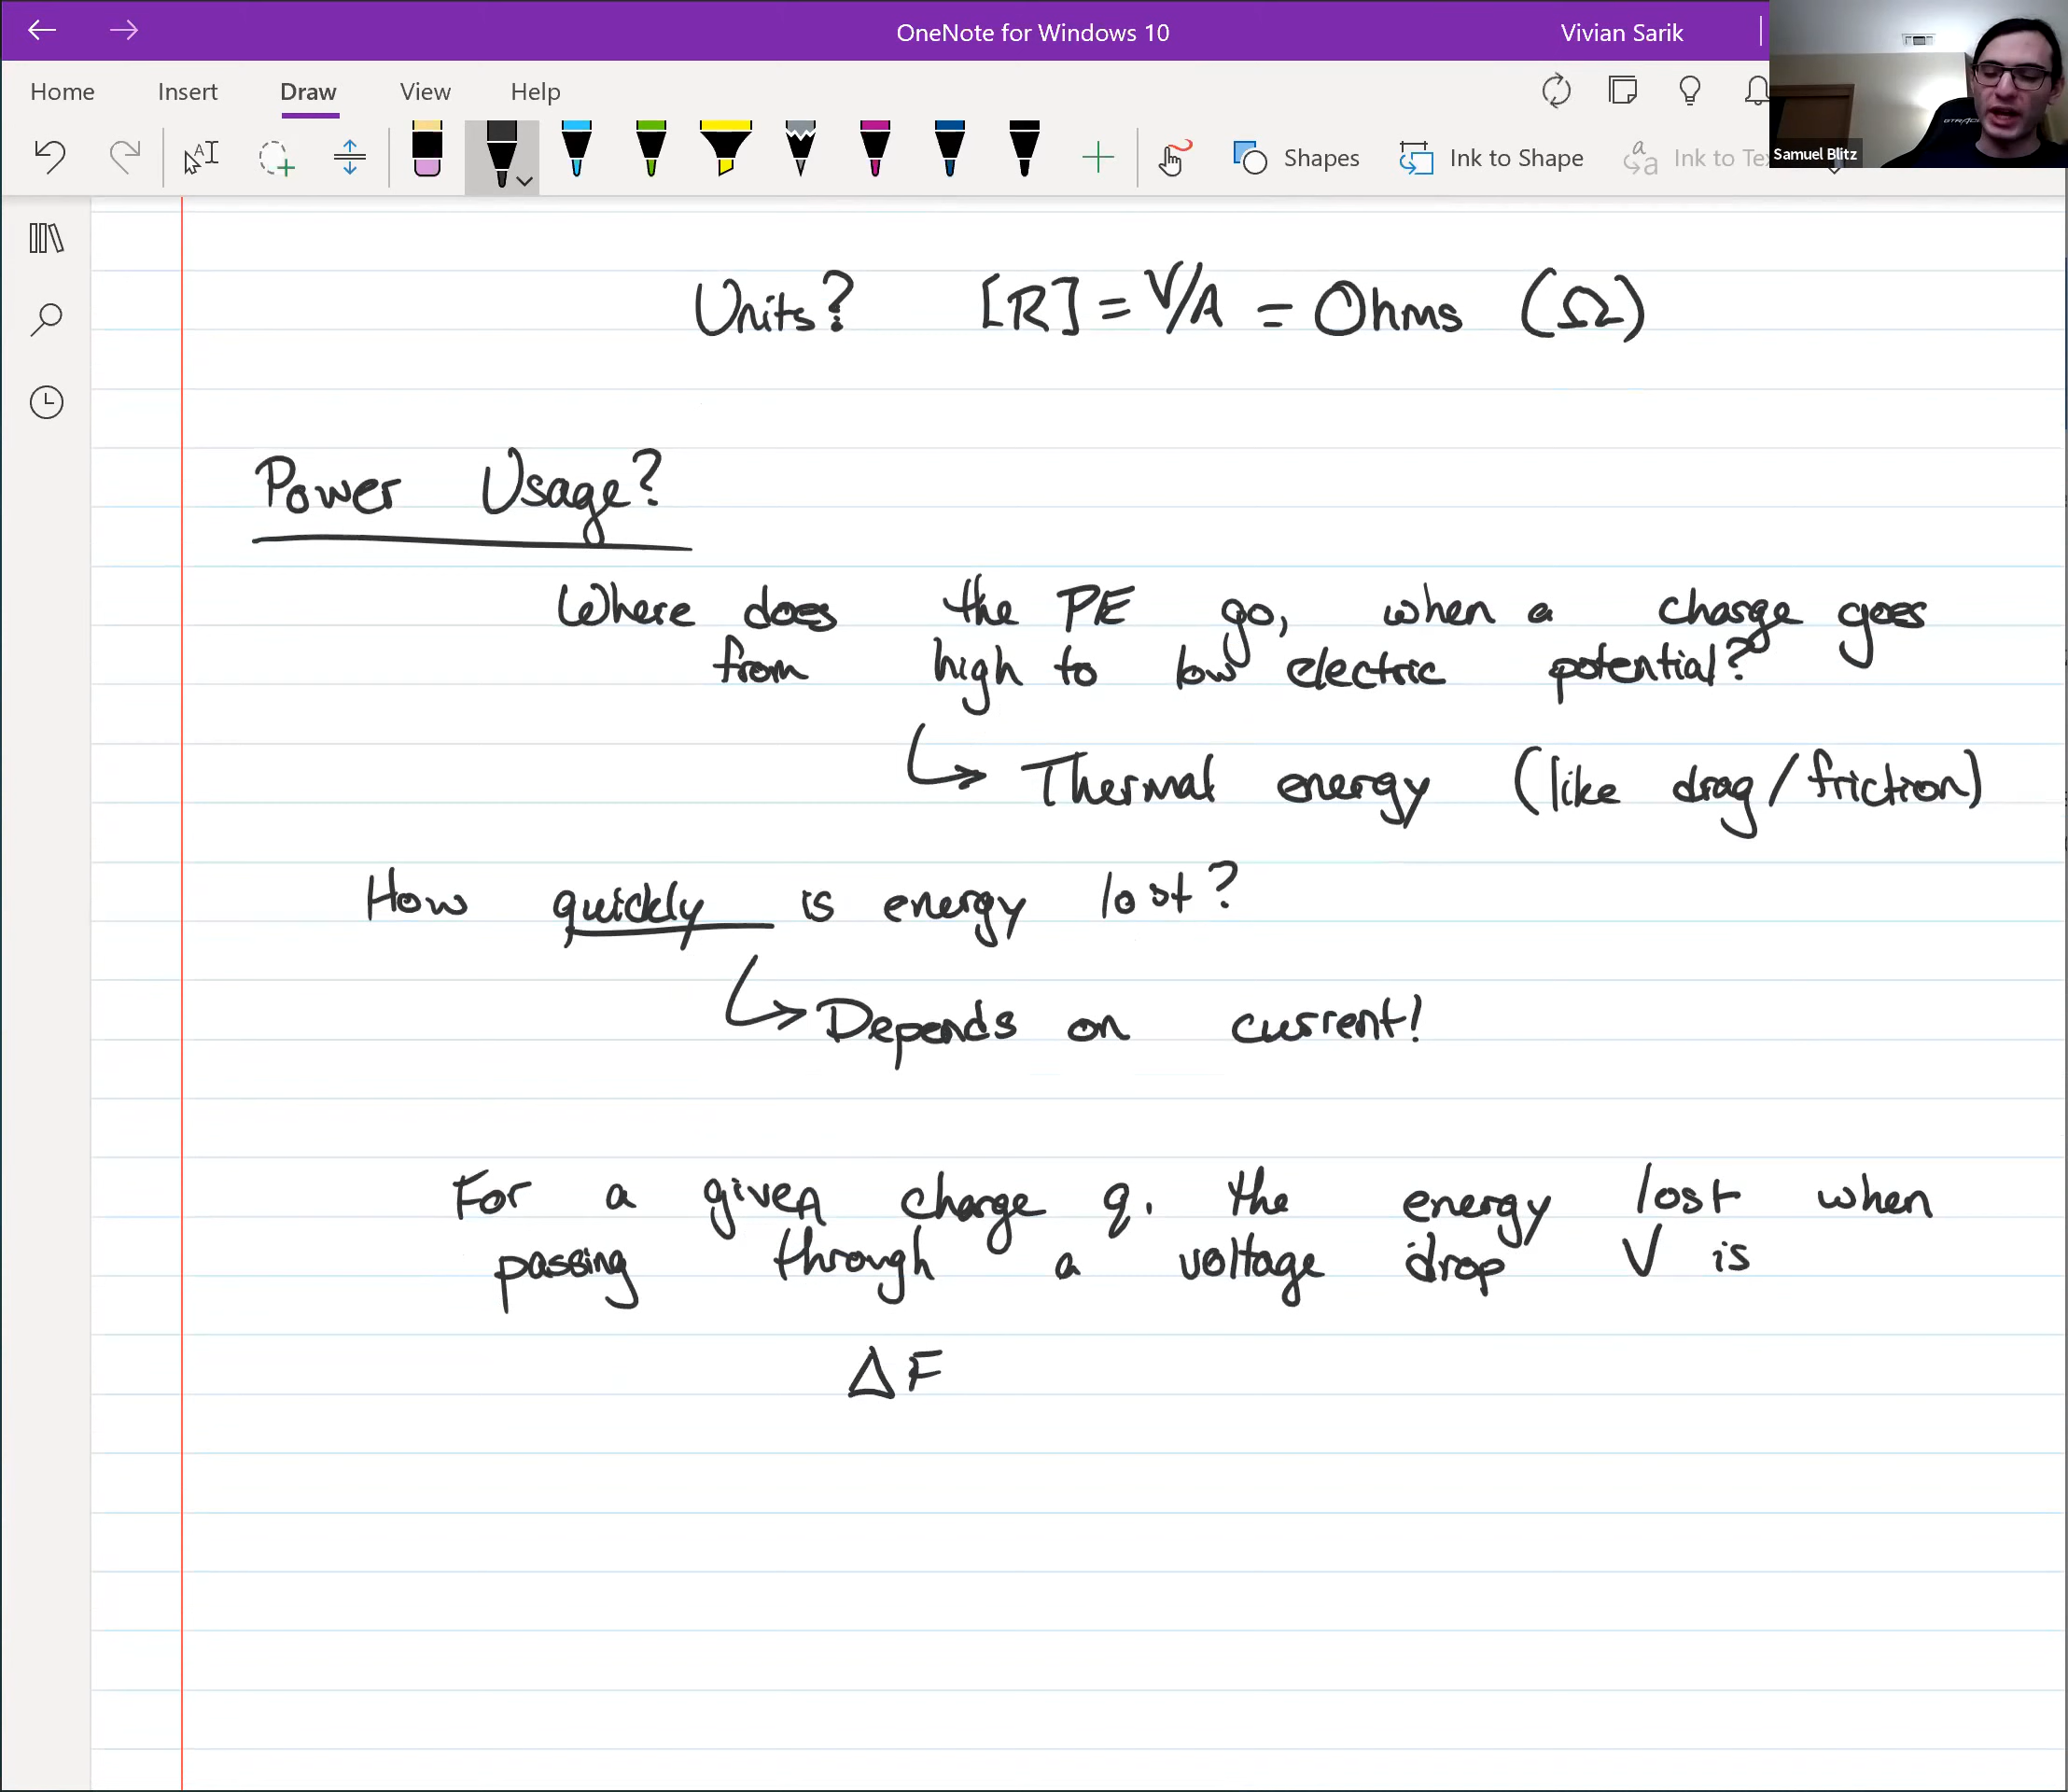 OneNote for Windows 10
Vivian Sarik
Home Insert Draw View Help
Shapes Ink to Shape Ink to Te
Samuel Blitz
Units? [R] = V/A = Ohms (Ω)
Power Usage?
Where does the PE go, when a charge goes
from high to low electric potential?
↳ Thermal energy (like drag/friction)
How quickly is energy lost?
↳ Depends on current!
For a given charge q. the energy lost when
passing through a voltage drop V is
ΔF